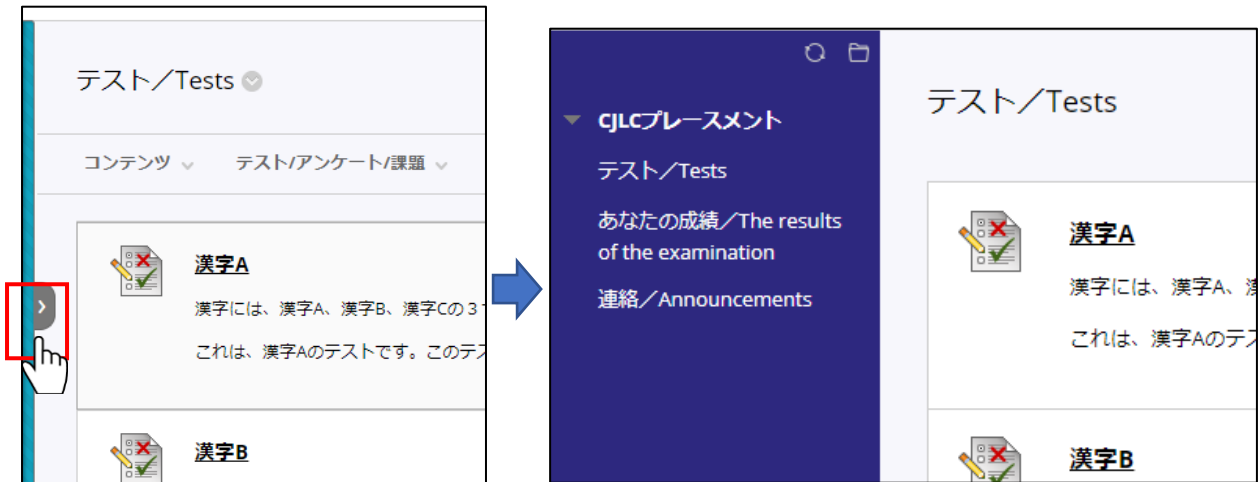 テスト／Tests
コンテンツ テスト/アンケート/課題
漢字A
漢字には、漢字A、漢字B、漢字Cの３
これは、漢字Aのテストです。このテ
漢字B
CJLCプレースメント
テスト／Tests
あなたの成績／The results
of the examination
連絡／Announcements
テスト／Tests
漢字A
漢字には、漢字A、
これは、漢字Aのテ
漢字B